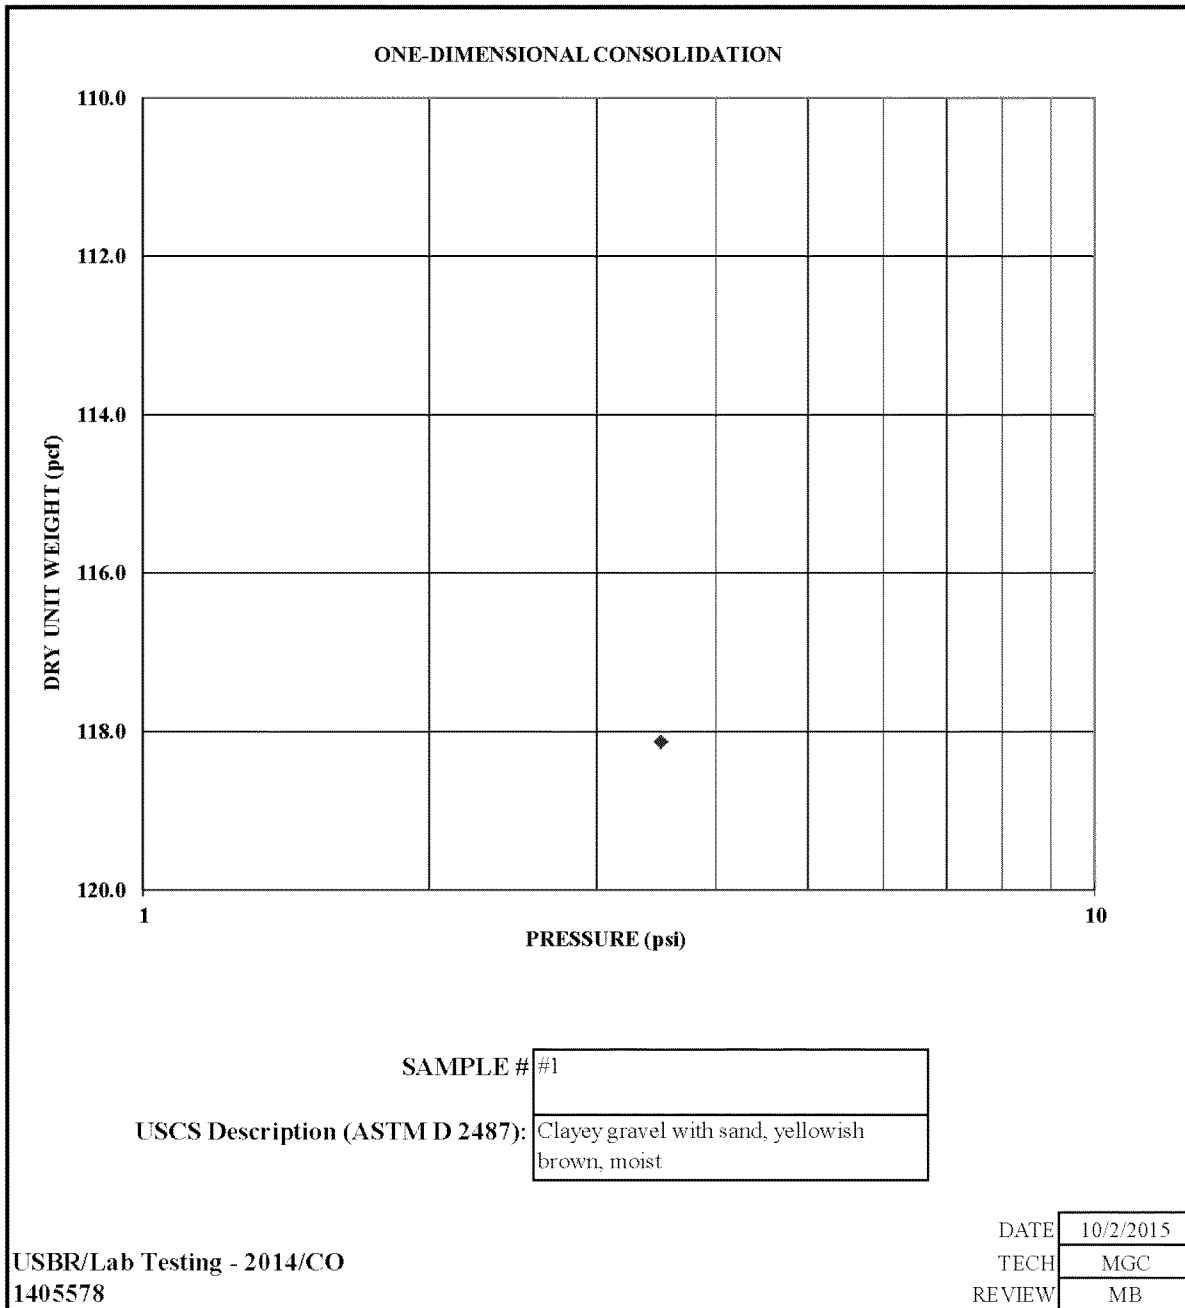 ONE-DIMENSIONAL CONSOLIDATION
110.0
112.0
114.0
116.0
118.0
120.0
DRY UNIT WEIGHT (pcf)
1
10
PRESSURE (psi)
SAMPLE # #1
USCS Description (ASTM D 2487): Clayey gravel with sand, yellowish
brown, moist
USBR/Lab Testing - 2014/CO
1405578
DATE 10/2/2015
TECH MGC
REVIEW MB